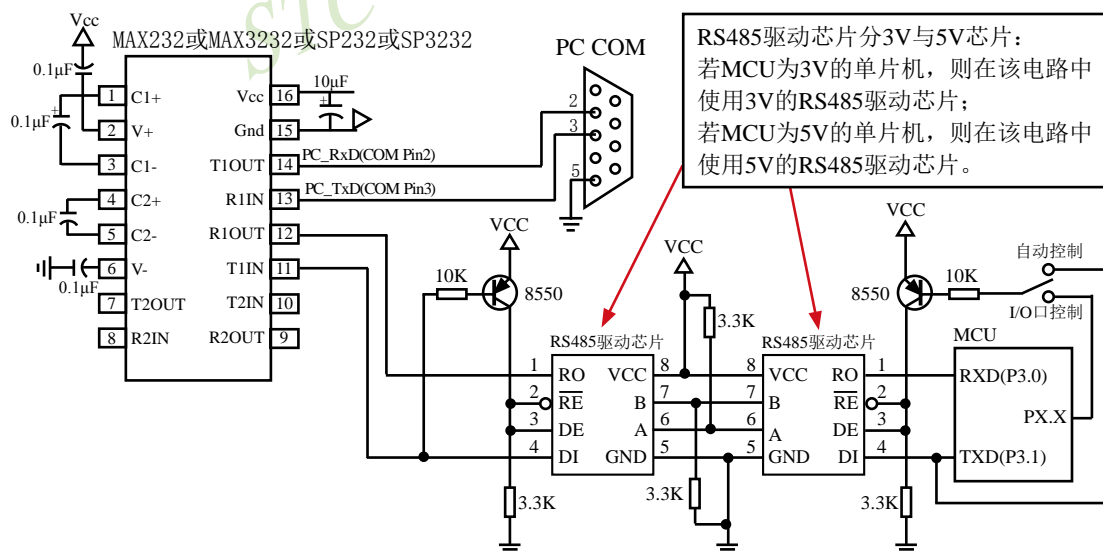 STC
Vcc
MAX232或MAX3232或SP232或SP3232
PC COM
0.1μF
0.1μF
0.1μF
0.1μF
10μF
1 C1+ Vcc 16
2 V+ Gnd 15
3 C1- T1OUT 14
4 C2+ R1IN 13
5 C2- R1OUT 12
6 V- T1IN 11
7 T2OUT T2IN 10
8 R2IN R2OUT 9
+
+
PC_RxD(COM Pin2)
PC_TxD(COM Pin3)
2
3
5
RS485驱动芯片分3V与5V芯片：
若MCU为3V的单片机，则在该电路中
使用3V的RS485驱动芯片；
若MCU为5V的单片机，则在该电路中
使用5V的RS485驱动芯片。
VCC
10K
8550
3.3K
RS485驱动芯片
1 RO VCC 8
2 RE B 7
3 DE A 6
4 DI GND 5
VCC
3.3K
3.3K
RS485驱动芯片
8 VCC RO 1
7 B RE 2
6 A DE 3
5 GND DI 4
VCC
8550
10K
3.3K
自动控制
I/O口控制
MCU
RXD(P3.0)
PX.X
TXD(P3.1)